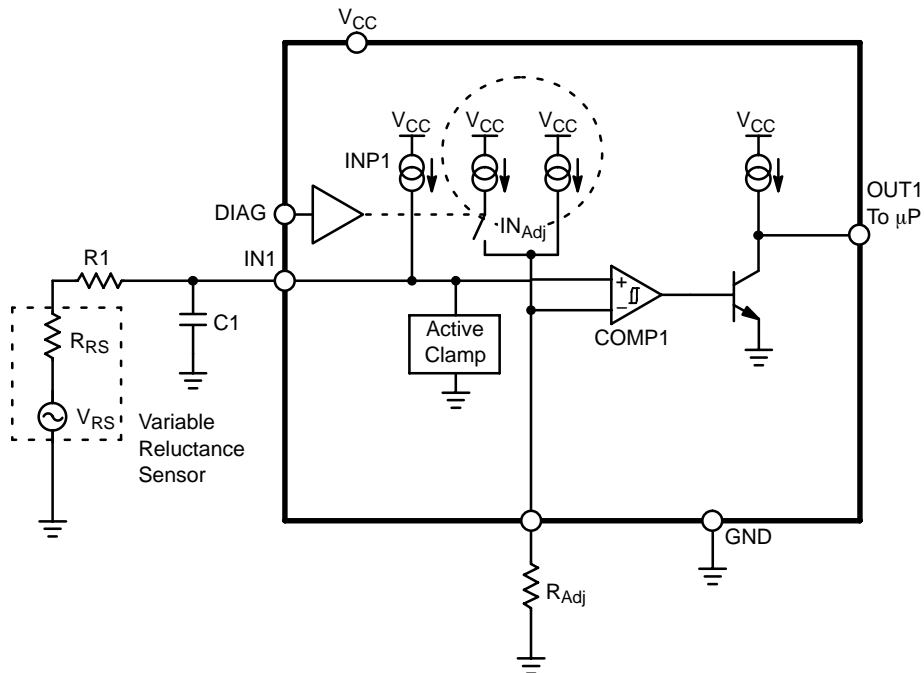 VCC
VCC
VCC
VCC
VCC
INP1
OUT1
To μP
DIAG
INAdj
IN1
R1
+
−
C1
COMP1
Active
Clamp
RRS
VRS
Variable
Reluctance
Sensor
GND
RAdj